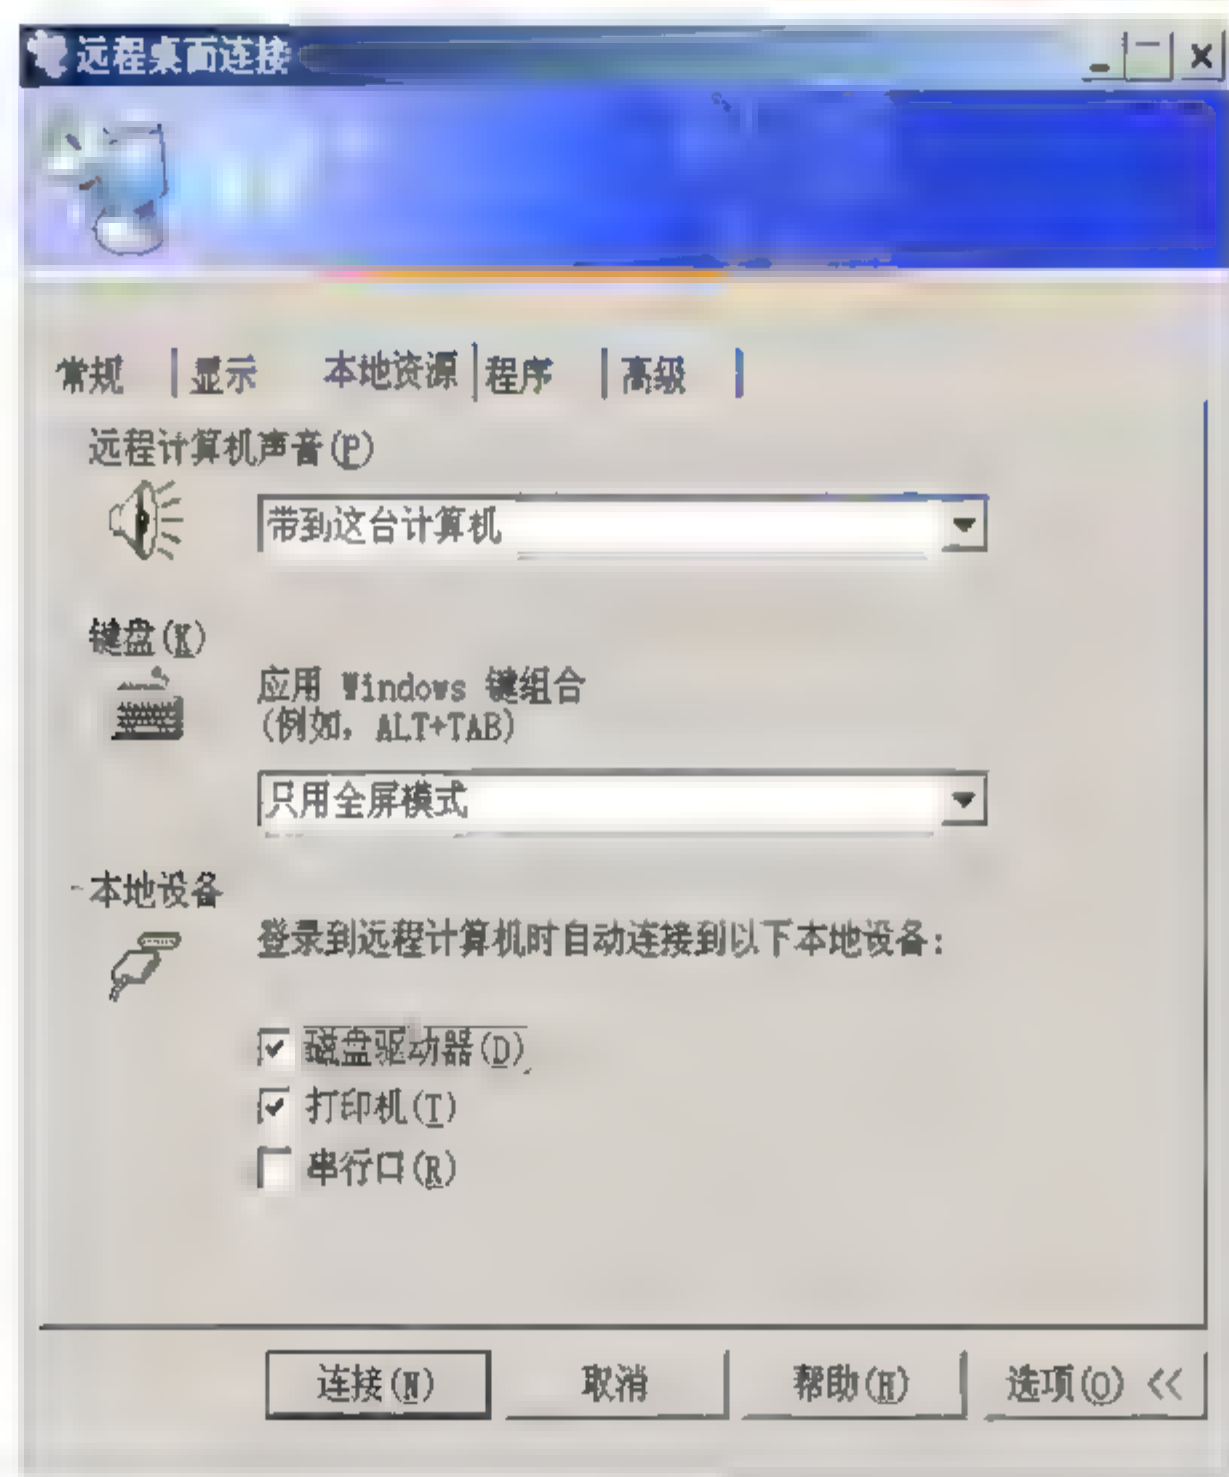 远程桌面连接
常规 显示 本地资源 程序 高级
远程计算机声音(P)
带到这台计算机
键盘(K)
应用 Windows 键组合
(例如，ALT+TAB)
只用全屏模式
本地设备
登录到远程计算机时自动连接到以下本地设备：
磁盘驱动器(D)
打印机(T)
串行口(R)
连接(N) 取消 帮助(H) 选项(O) <<